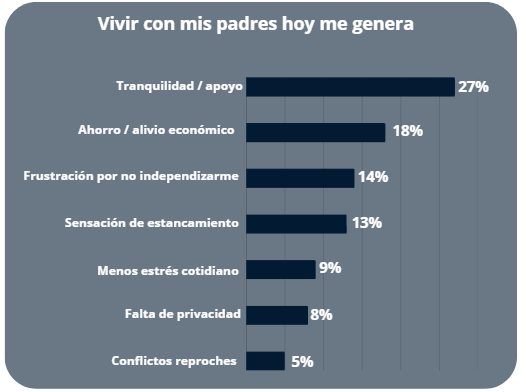 Vivir con mis padres hoy me genera
Tranquilidad / apoyo 27%
Ahorro / alivio económico 18%
Frustración por no independizarme 14%
Sensación de estancamiento 13%
Menos estrés cotidiano 9%
Falta de privacidad 8%
Conflictos reproches 5%